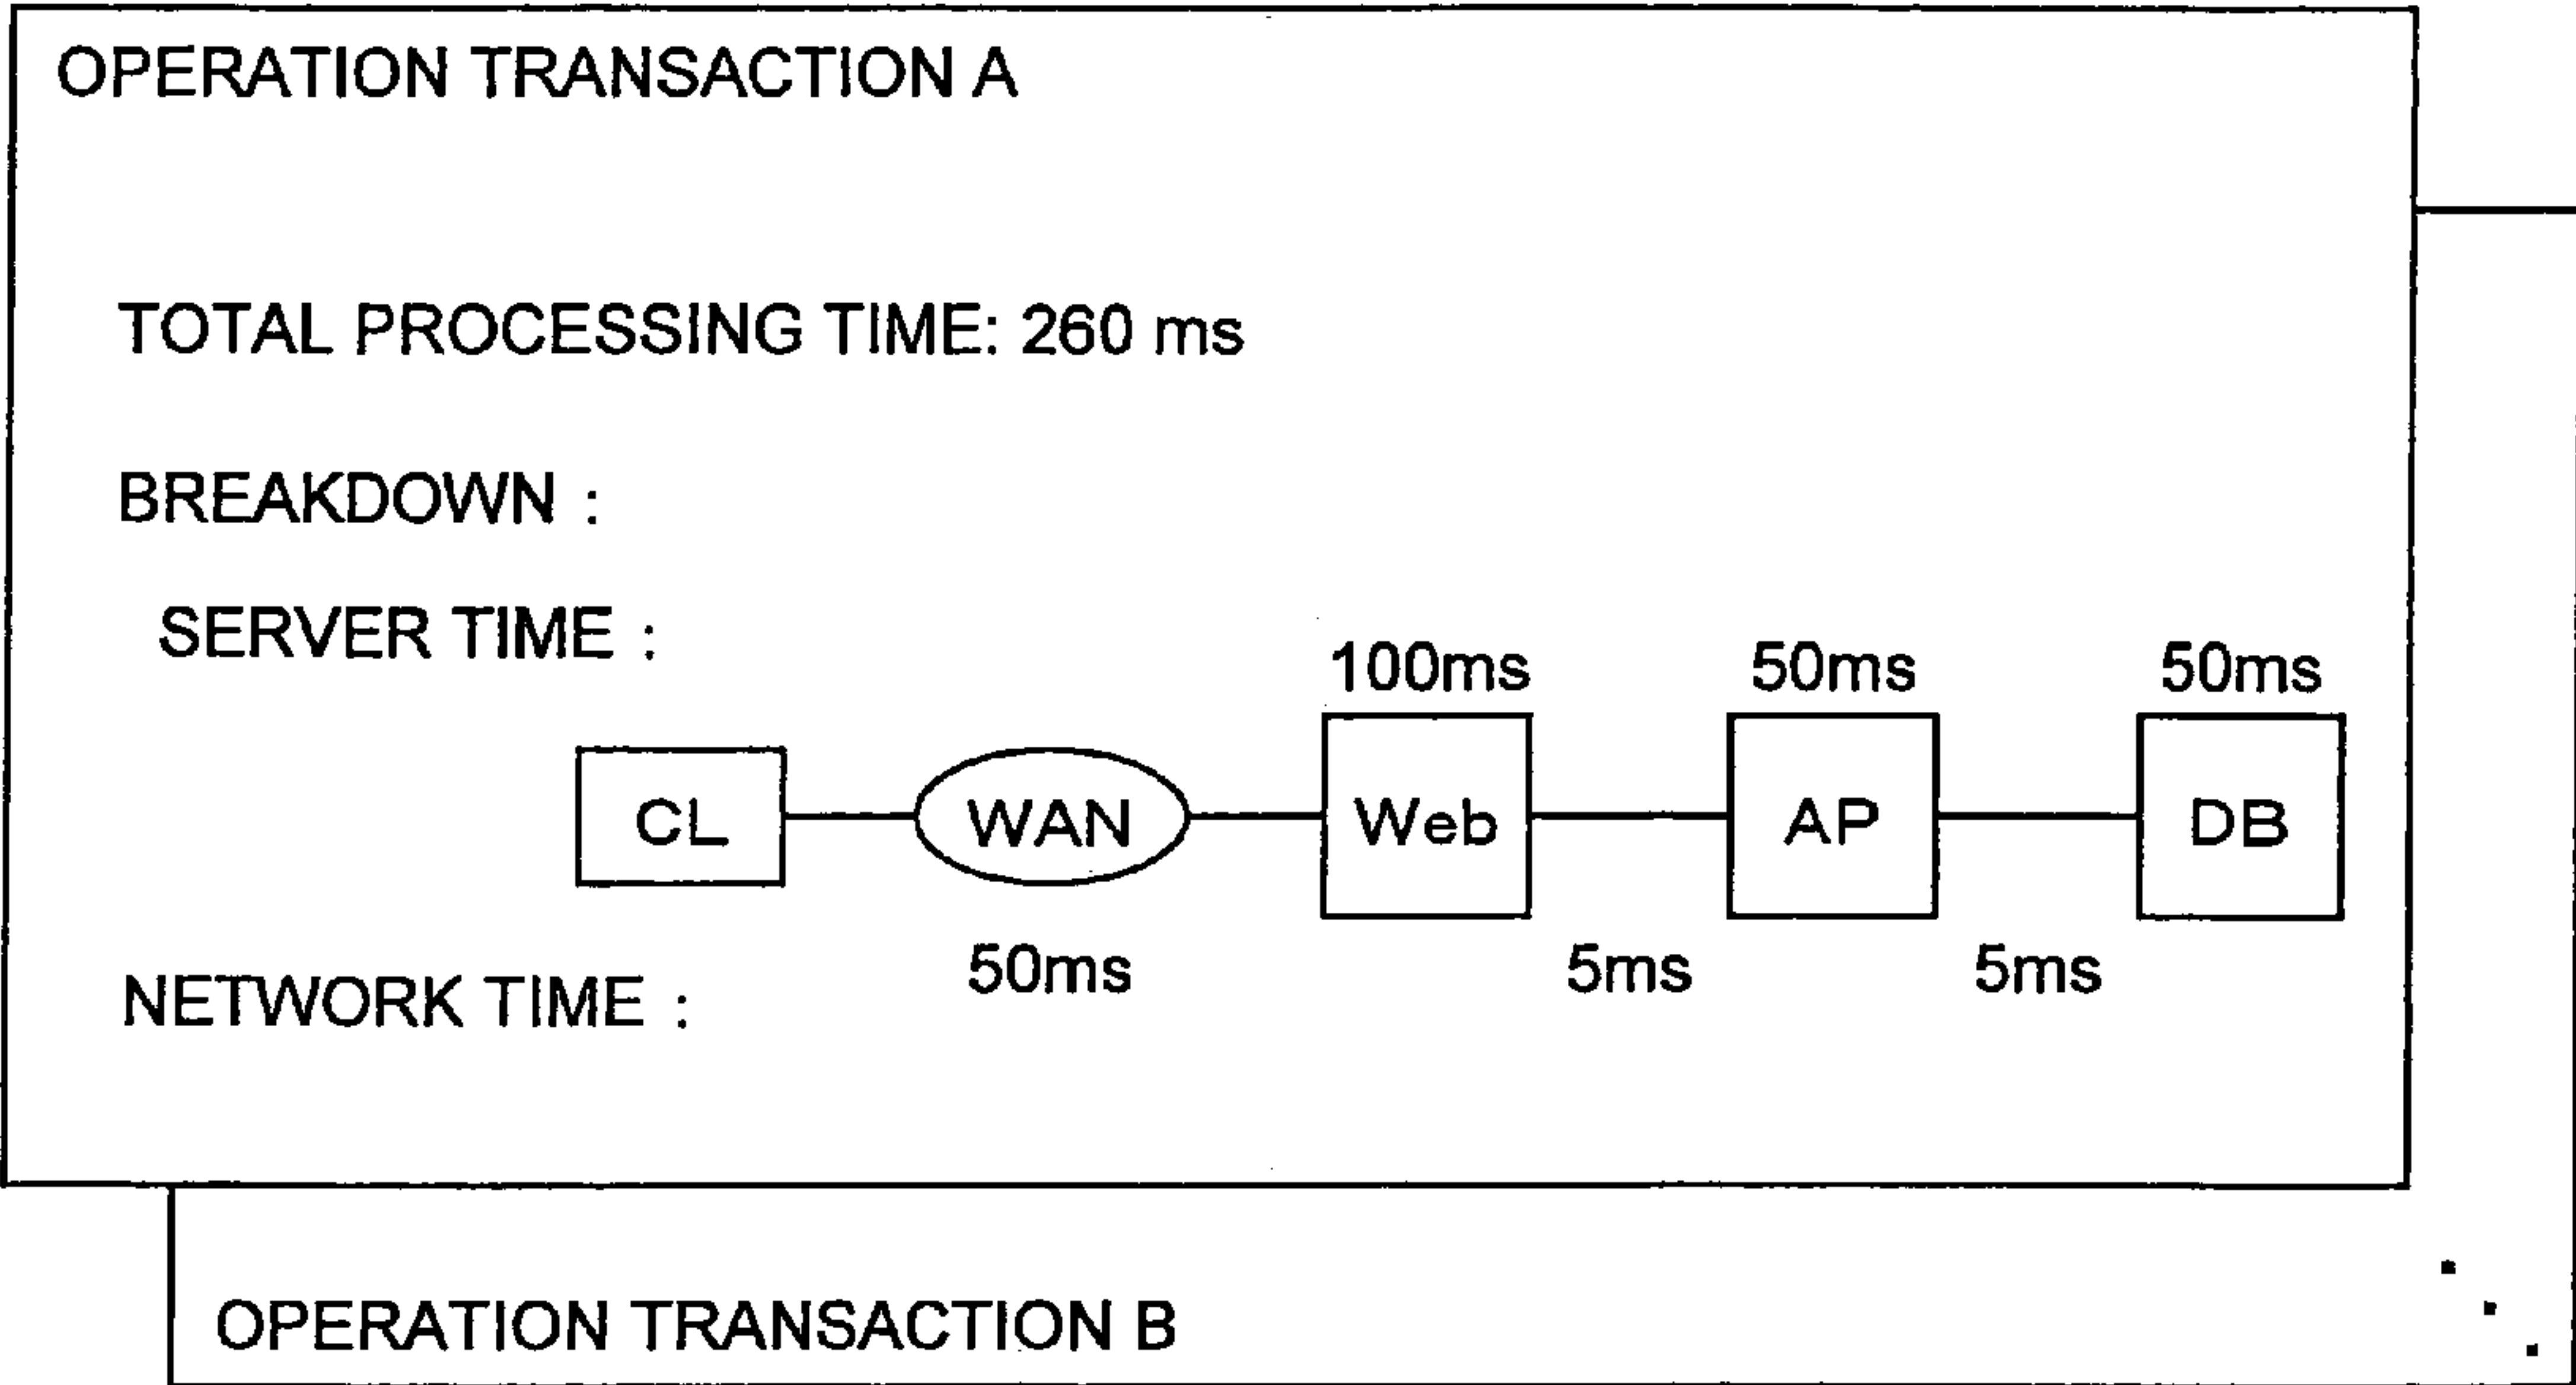 OPERATION TRANSACTION A
TOTAL PROCESSING TIME: 260 ms
BREAKDOWN :
SERVER TIME :
100ms 50ms 50ms
CL WAN Web AP DB
50ms 5ms 5ms
NETWORK TIME :
OPERATION TRANSACTION B